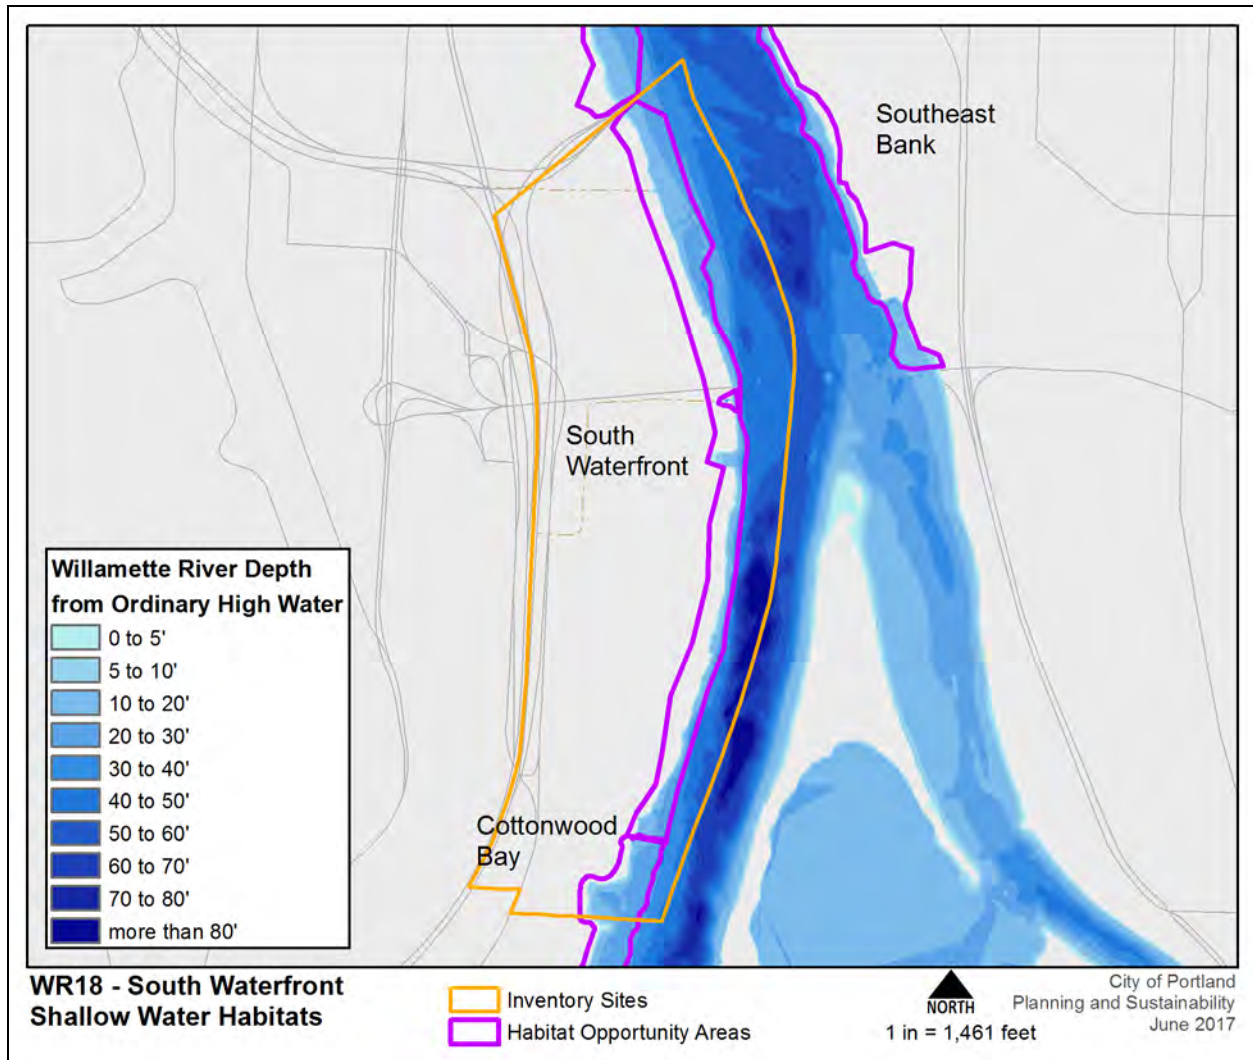 Southeast
Bank
South
Waterfront
Cottonwood
Bay
Willamette River Depth
from Ordinary High Water
0 to 5'
5 to 10'
10 to 20'
20 to 30'
30 to 40'
40 to 50'
50 to 60'
60 to 70'
70 to 80'
more than 80'
WR18 - South Waterfront
Shallow Water Habitats
Inventory Sites
Habitat Opportunity Areas
NORTH
1 in = 1,461 feet
City of Portland
Planning and Sustainability
June 2017